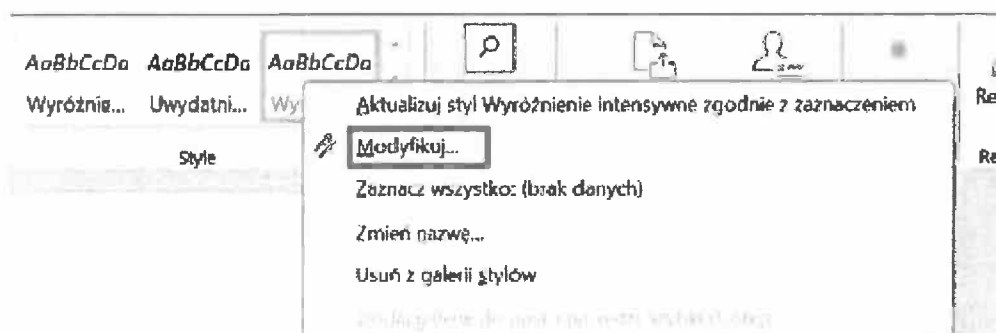 AaBbCcDa AaBbCcDa AaBbCcDa
Wyróżnie... Uwydatni... Wy
Style
Aktualizuj styl Wyróżnienie intensywne zgodnie z zaznaczeniem
Modyfikuj...
Zaznacz wszystko: (brak danych)
Zmień nazwę...
Usuń z galerii stylów
Re
Re